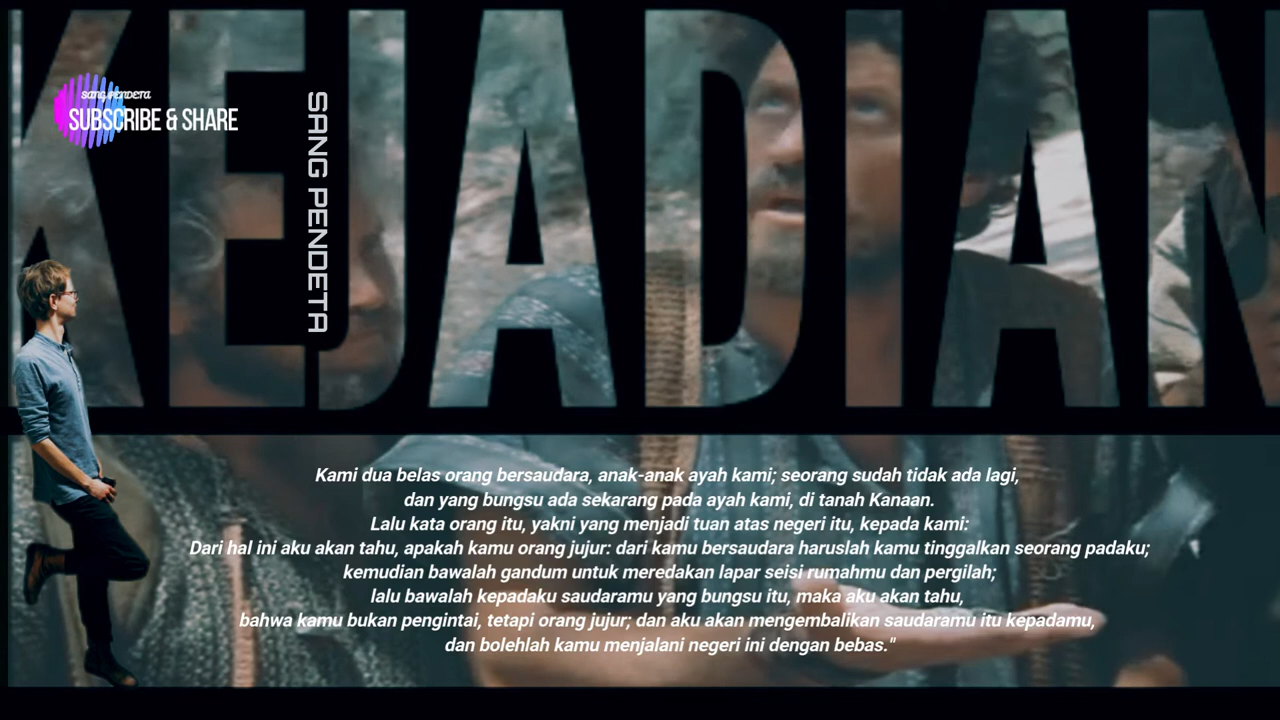 KEJADIAN
sang pendeta
SUBSCRIBE & SHARE
SANG PENDETA
Kami dua belas orang bersaudara, anak-anak ayah kami; seorang sudah tidak ada lagi,
dan yang bungsu ada sekarang pada ayah kami, di tanah Kanaan.
Lalu kata orang itu, yakni yang menjadi tuan atas negeri itu, kepada kami:
Dari hal ini aku akan tahu, apakah kamu orang jujur: dari kamu bersaudara haruslah kamu tinggalkan seorang padaku;
kemudian bawalah gandum untuk meredakan lapar seisi rumahmu dan pergilah;
lalu bawalah kepadaku saudaramu yang bungsu itu, maka aku akan tahu,
bahwa kamu bukan pengintai, tetapi orang jujur; dan aku akan mengembalikan saudaramu itu kepadamu,
dan bolehlah kamu menjalani negeri ini dengan bebas."